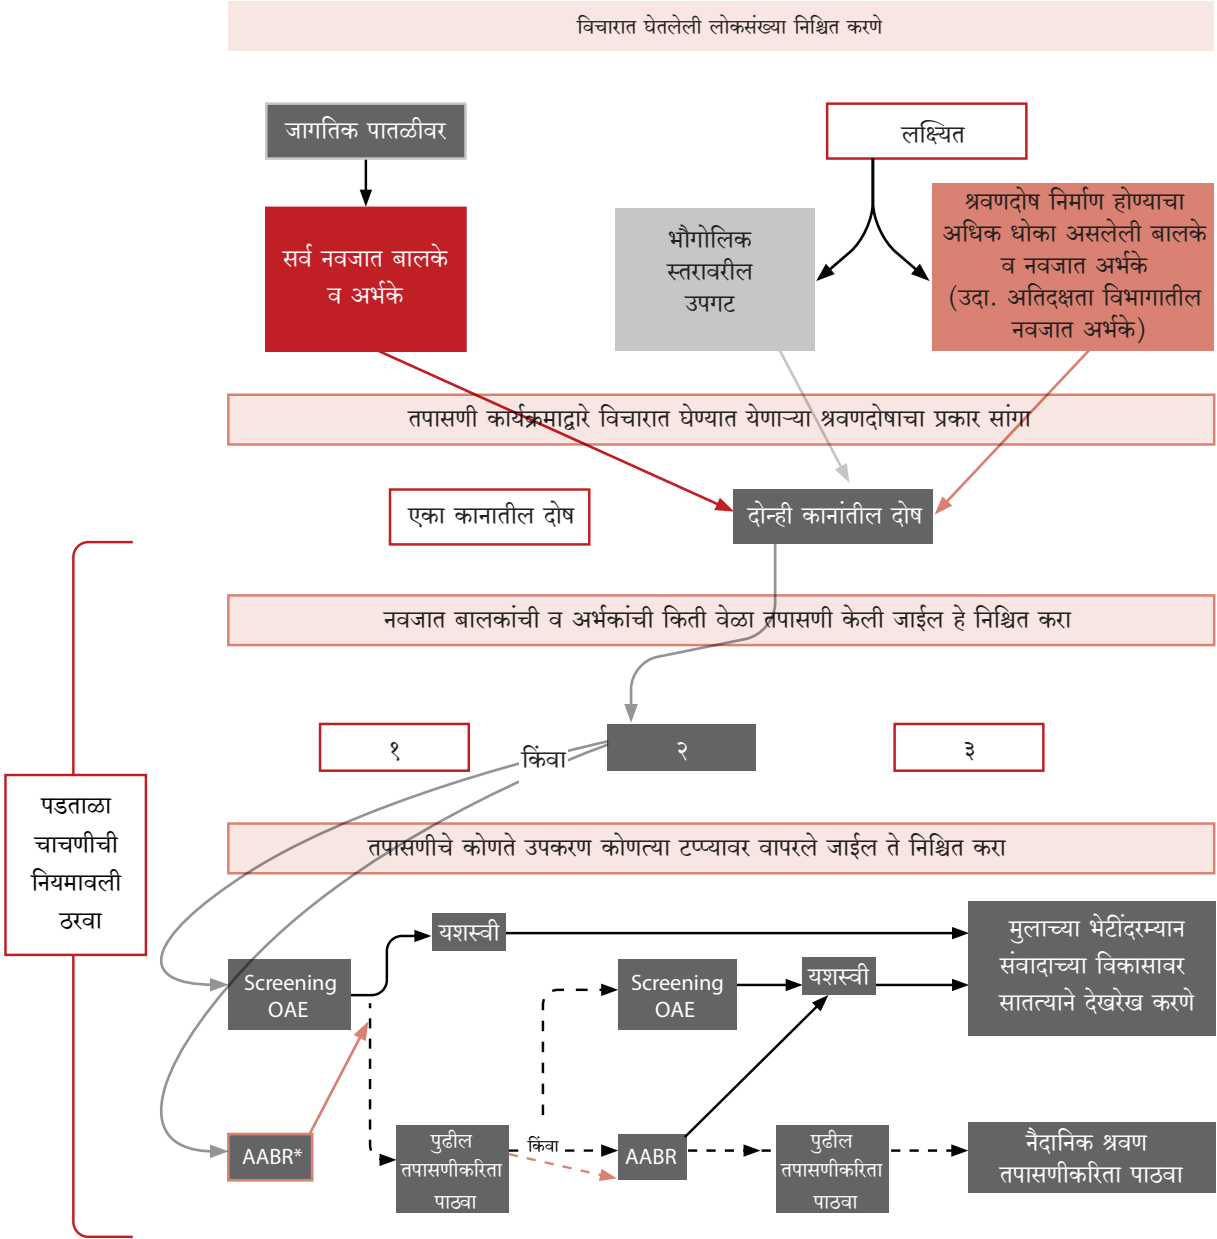 विचारात घेतलेली लोकसंख्या निश्चित करणे
जागतिक पातळीवर
लक्ष्यित
सर्व नवजात बालके
व अर्भके
भौगोलिक
स्तरावरील
उपगट
श्रवणदोष निर्माण होण्याचा
अधिक धोका असलेली बालके
व नवजात अर्भके
(उदा. अतिदक्षता विभागातील
नवजात अर्भके)
तपासणी कार्यक्रमाद्वारे विचारात घेण्यात येणाऱ्या श्रवणदोषाचा प्रकार सांगा
एका कानातील दोष
दोन्ही कानांतील दोष
नवजात बालकांची व अर्भकांची किती वेळा तपासणी केली जाईल हे निश्चित करा
१
किंवा
२
३
पडताळा
चाचणीची
नियमावली
ठरवा
तपासणीचे कोणते उपकरण कोणत्या टप्प्यावर वापरले जाईल ते निश्चित करा
यशस्वी
Screening
OAE
Screening
OAE
यशस्वी
मुलाच्या भेटींदरम्यान
संवादाच्या विकासावर
सातत्याने देखरेख करणे
AABR*
पुढील
तपासणीकरिता
पाठवा
किंवा
AABR
पुढील
तपासणीकरिता
पाठवा
नैदानिक श्रवण
तपासणीकरिता पाठवा